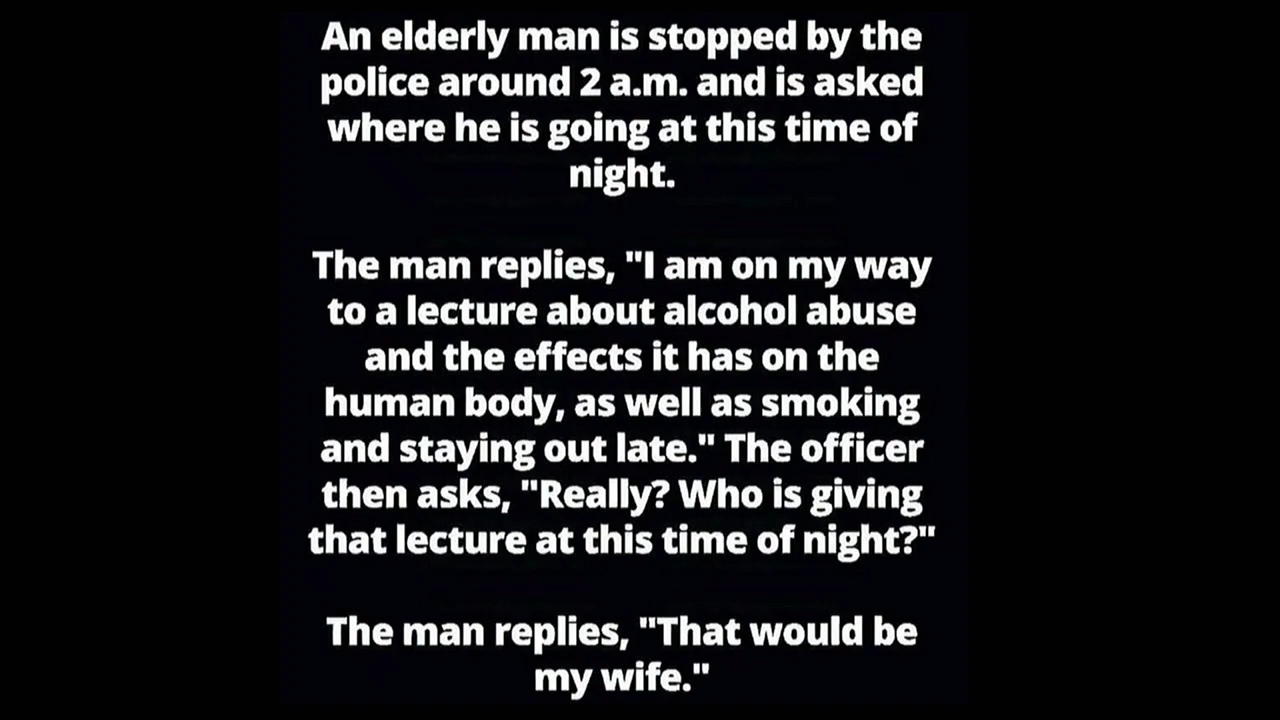 An elderly man is stopped by the
police around 2 a.m. and is asked
where he is going at this time of
night.
The man replies, "I am on my way
to a lecture about alcohol abuse
and the effects it has on the
human body, as well as smoking
and staying out late." The officer
then asks, "Really? Who is giving
that lecture at this time of night?"
The man replies, "That would be
my wife."